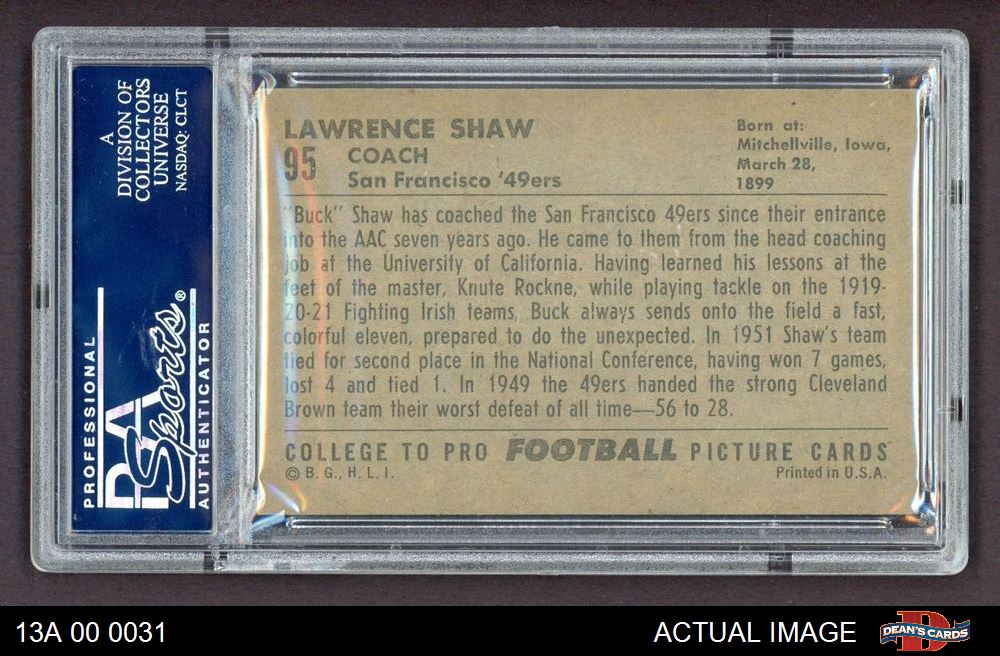 A
DIVISION OF
COLLECTORS
UNIVERSE
NASDAQ: CLCT
PROFESSIONAL
PSA
Sports®
AUTHENTICATOR
LAWRENCE SHAW
95 COACH
San Francisco '49ers
Born at:
Mitchellville, Iowa,
March 28,
1899
"Buck" Shaw has coached the San Francisco 49ers since their entrance
into the AAC seven years ago. He came to them from the head coaching
job at the University of California. Having learned his lessons at the
feet of the master, Knute Rockne, while playing tackle on the 1919-
20-21 Fighting Irish teams, Buck always sends onto the field a fast,
colorful eleven, prepared to do the unexpected. In 1951 Shaw's team
tied for second place in the National Conference, having won 7 games,
lost 4 and tied 1. In 1949 the 49ers handed the strong Cleveland
Brown team their worst defeat of all time—56 to 28.
COLLEGE TO PRO FOOTBALL PICTURE CARDS
© B. G., H. L. I.
Printed in U.S.A.
13A 00 0031
ACTUAL IMAGE
D
DEAN'S CARDS